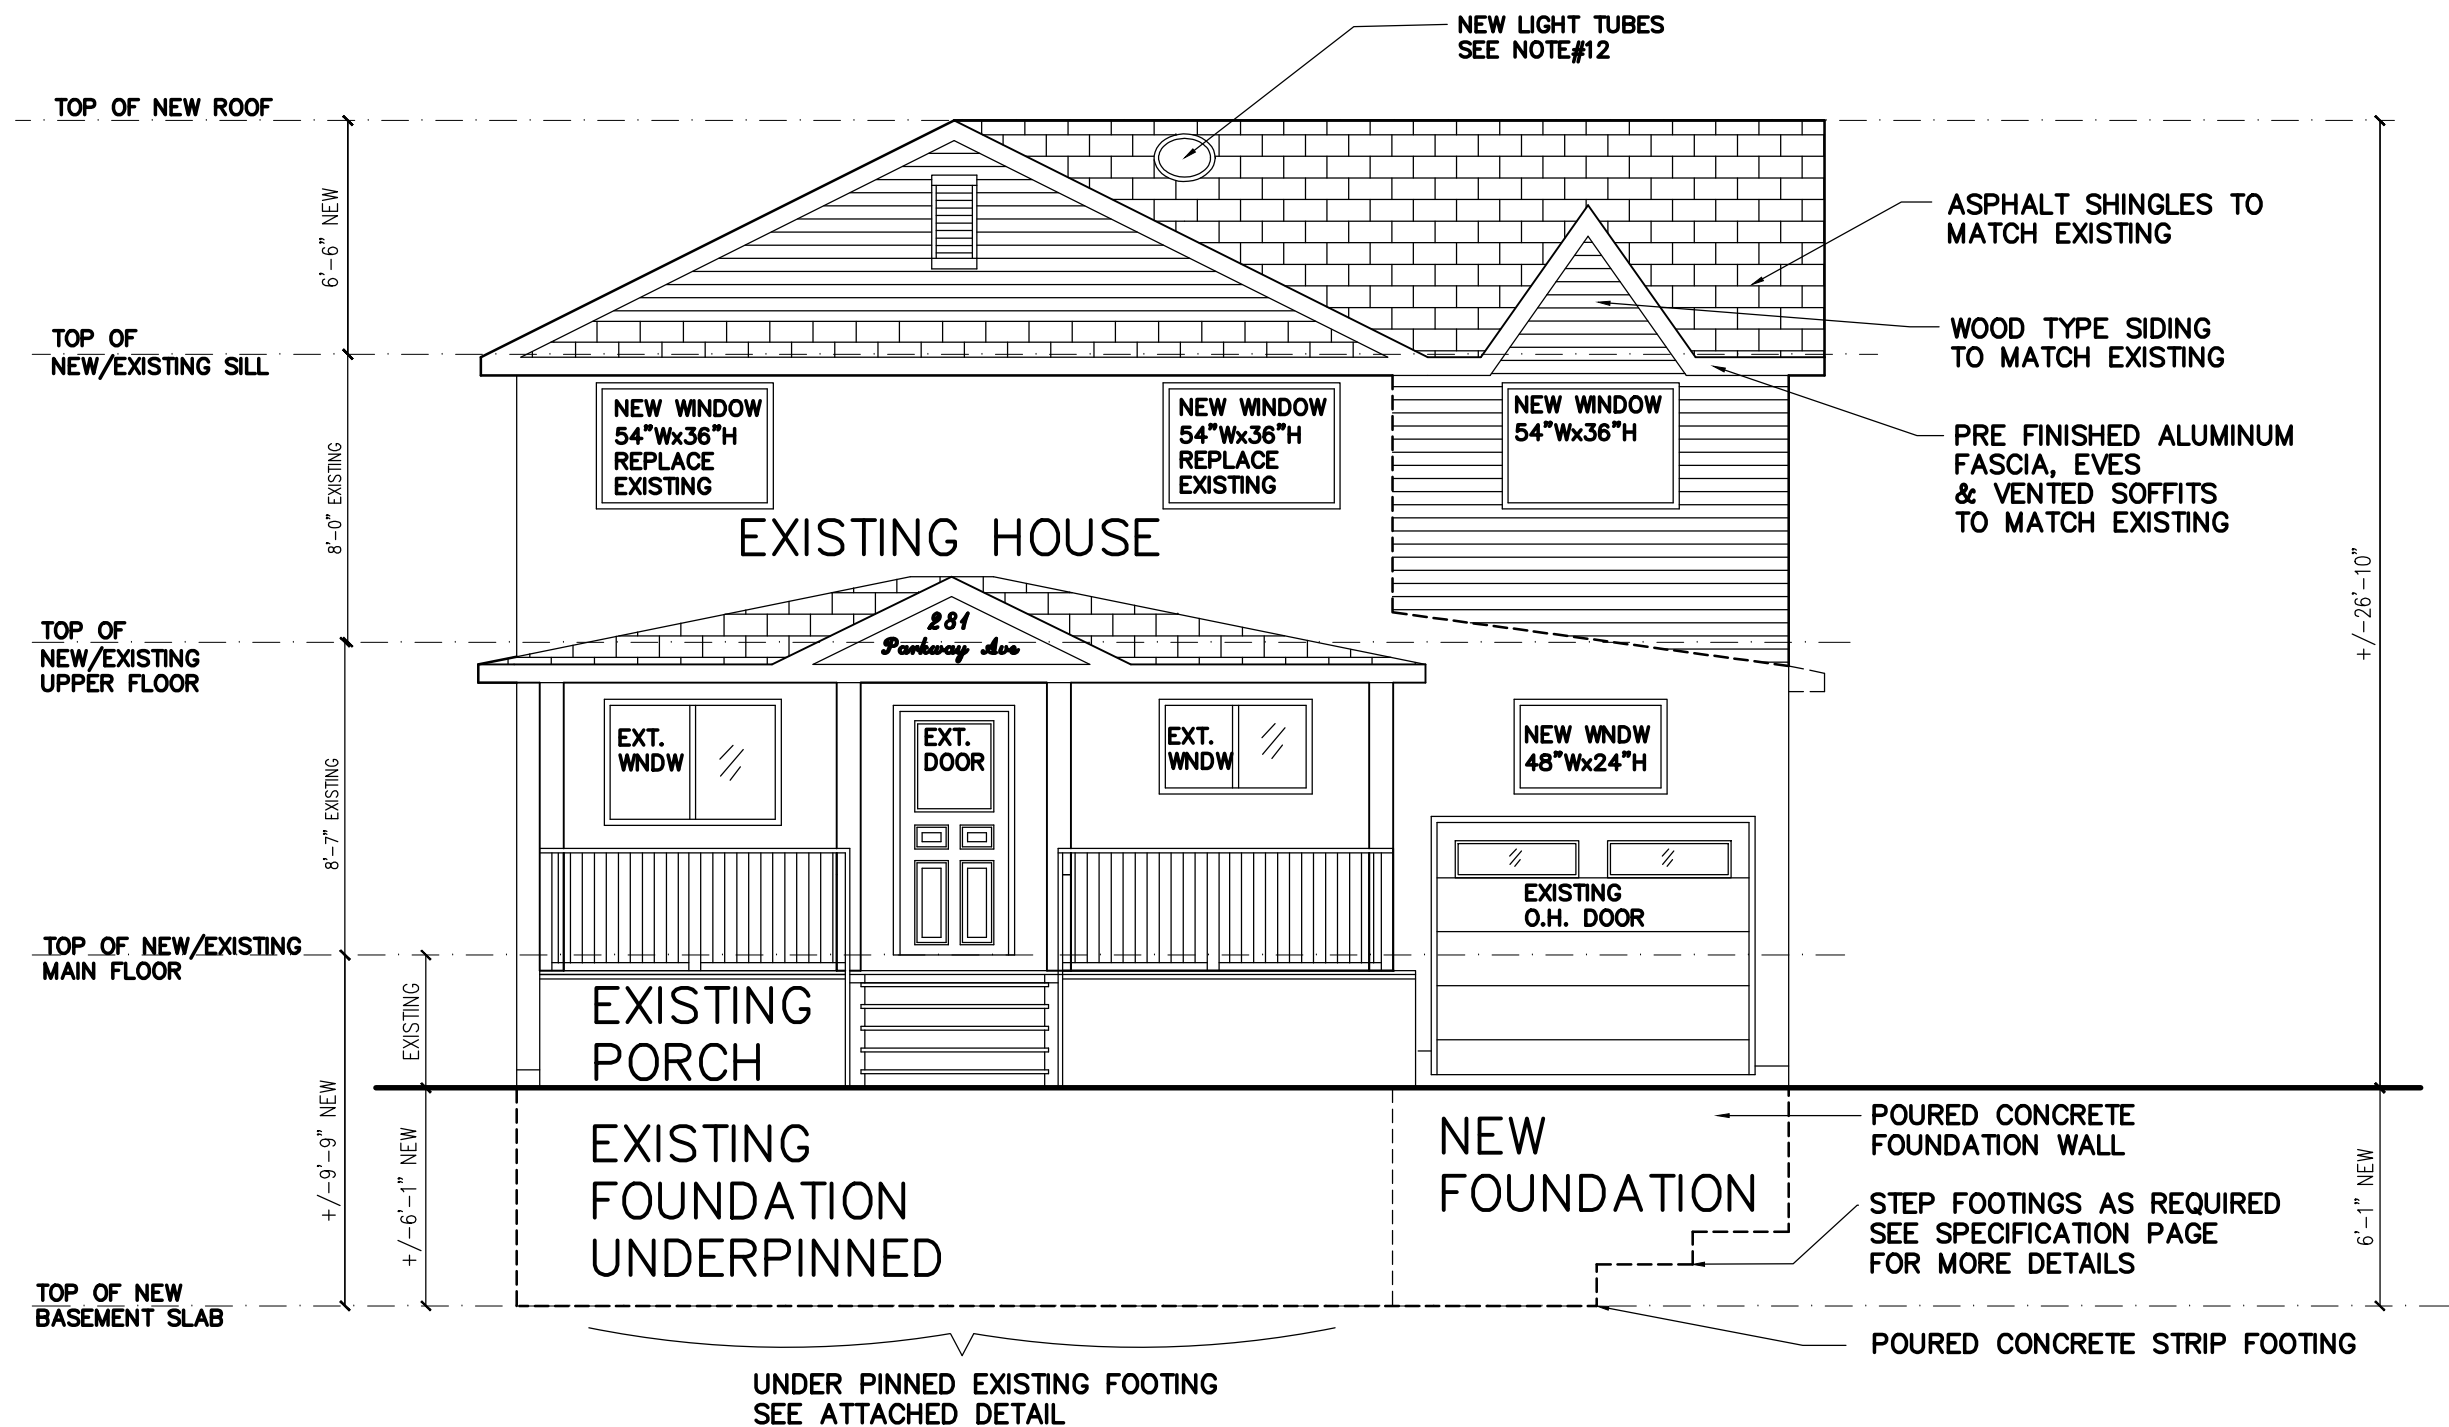 NEW LIGHT TUBES
SEE NOTE#12
TOP OF NEW ROOF
6'-6" NEW
ASPHALT SHINGLES TO
MATCH EXISTING
WOOD TYPE SIDING
TO MATCH EXISTING
TOP OF
NEW/EXISTING SILL
PRE FINISHED ALUMINUM
FASCIA, EVES
& VENTED SOFFITS
TO MATCH EXISTING
NEW WINDOW
54"Wx36"H
REPLACE
EXISTING
NEW WINDOW
54"Wx36"H
REPLACE
EXISTING
NEW WINDOW
54"Wx36"H
8'-0" EXISTING
EXISTING HOUSE
+/-26'-10"
281
Parkway Ave
TOP OF
NEW/EXISTING
UPPER FLOOR
EXT.
WNDW
EXT.
DOOR
EXT.
WNDW
NEW WNDW
48"Wx24"H
8'-7" EXISTING
EXISTING
O.H. DOOR
TOP OF NEW/EXISTING
MAIN FLOOR
EXISTING
EXISTING
PORCH
+/-9'-9" NEW
+/-6'-1" NEW
EXISTING
FOUNDATION
UNDERPINNED
NEW
FOUNDATION
POURED CONCRETE
FOUNDATION WALL
6'-1" NEW
STEP FOOTINGS AS REQUIRED
SEE SPECIFICATION PAGE
FOR MORE DETAILS
TOP OF NEW
BASEMENT SLAB
POURED CONCRETE STRIP FOOTING
UNDER PINNED EXISTING FOOTING
SEE ATTACHED DETAIL